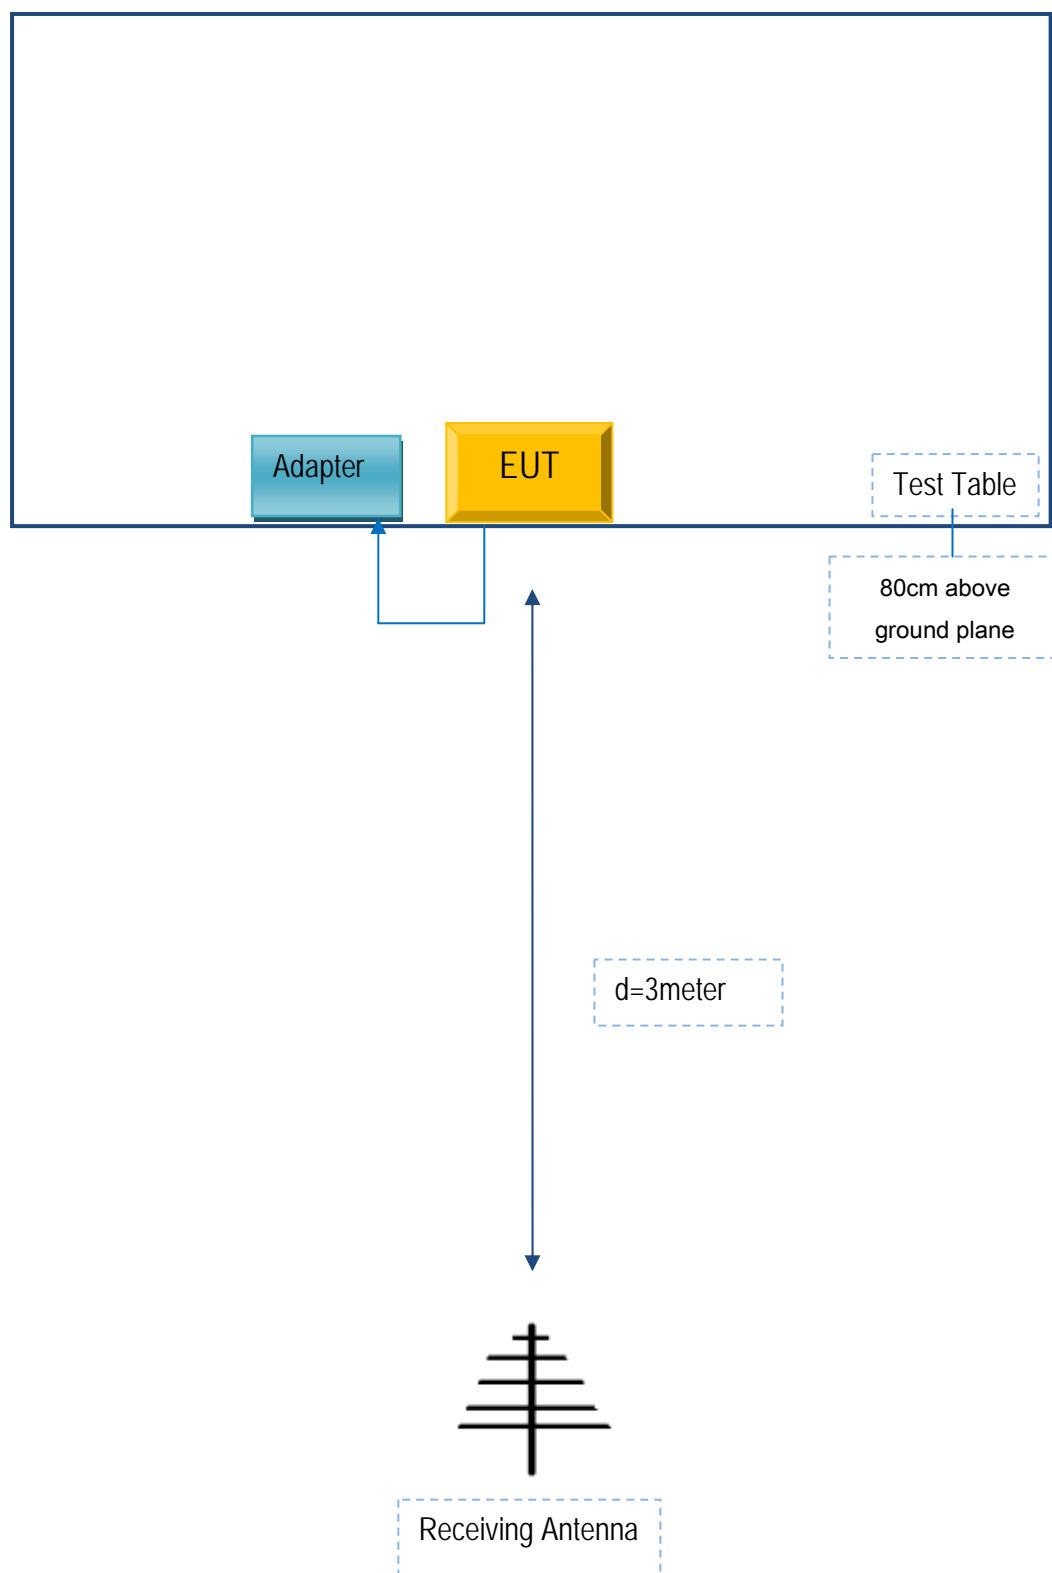 Adapter
EUT
Test Table
80cm above
ground plane
d=3meter
Receiving Antenna